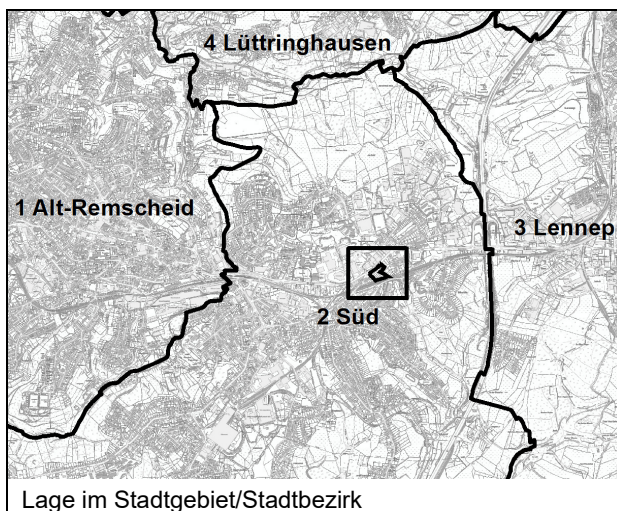 4 Lüttringhausen
1 Alt-Remscheid
3 Lennep
2 Süd
Lage im Stadtgebiet/Stadtbezirk